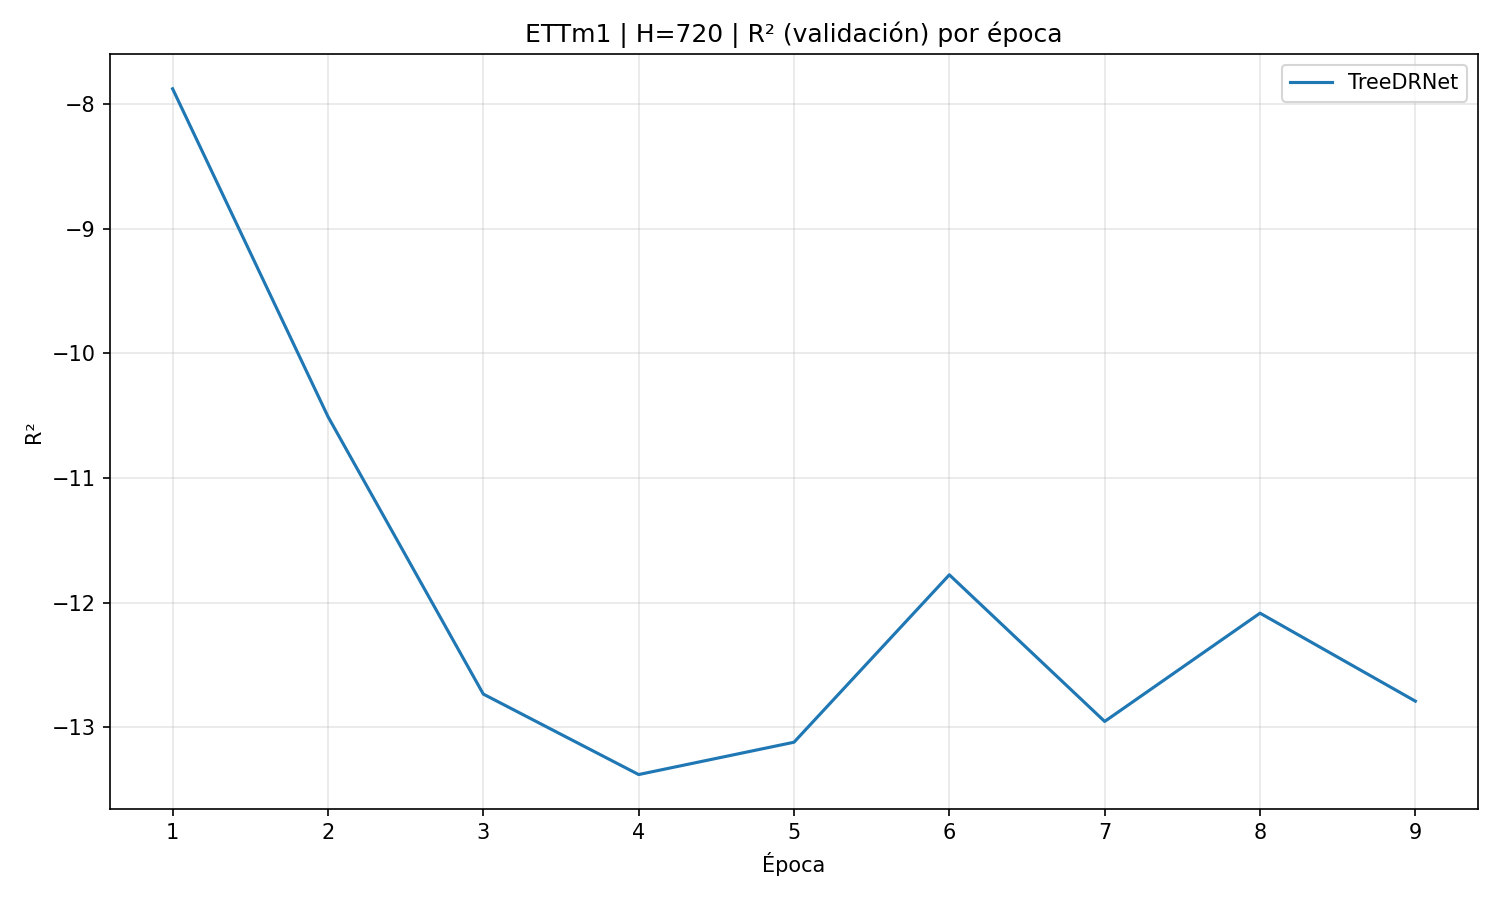 ETTm1 | H=720 | R² (validación) por época
TreeDRNet
−8
−9
−10
−11
−12
−13
R²
1 2 3 4 5 6 7 8 9
Época